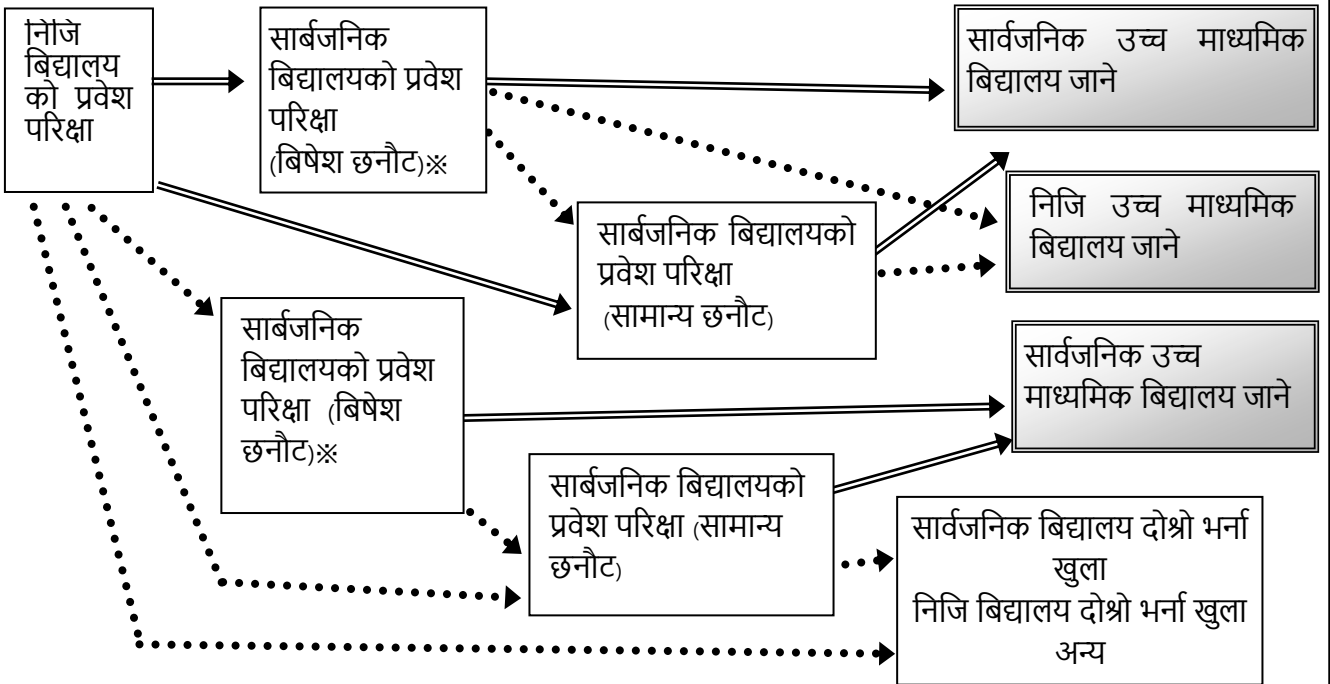 निजि
बिद्यालय
को प्रवेश
परिक्षा
सार्बजनिक
बिद्यालयको प्रवेश
परिक्षा
(बिषेश छनौट)※
सार्वजनिक उच्च माध्यमिक
बिद्यालय जाने
निजि उच्च माध्यमिक
बिद्यालय जाने
सार्बजनिक बिद्यालयको
प्रवेश परिक्षा
(सामान्य छनौट)
सार्बजनिक
बिद्यालयको प्रवेश
परिक्षा (बिषेश
छनौट)※
सार्वजनिक उच्च
माध्यमिक बिद्यालय जाने
सार्बजनिक बिद्यालयको
प्रवेश परिक्षा (सामान्य
छनौट)
सार्वजनिक बिद्यालय दोश्रो भर्ना
खुला
निजि बिद्यालय दोश्रो भर्ना खुला
अन्य